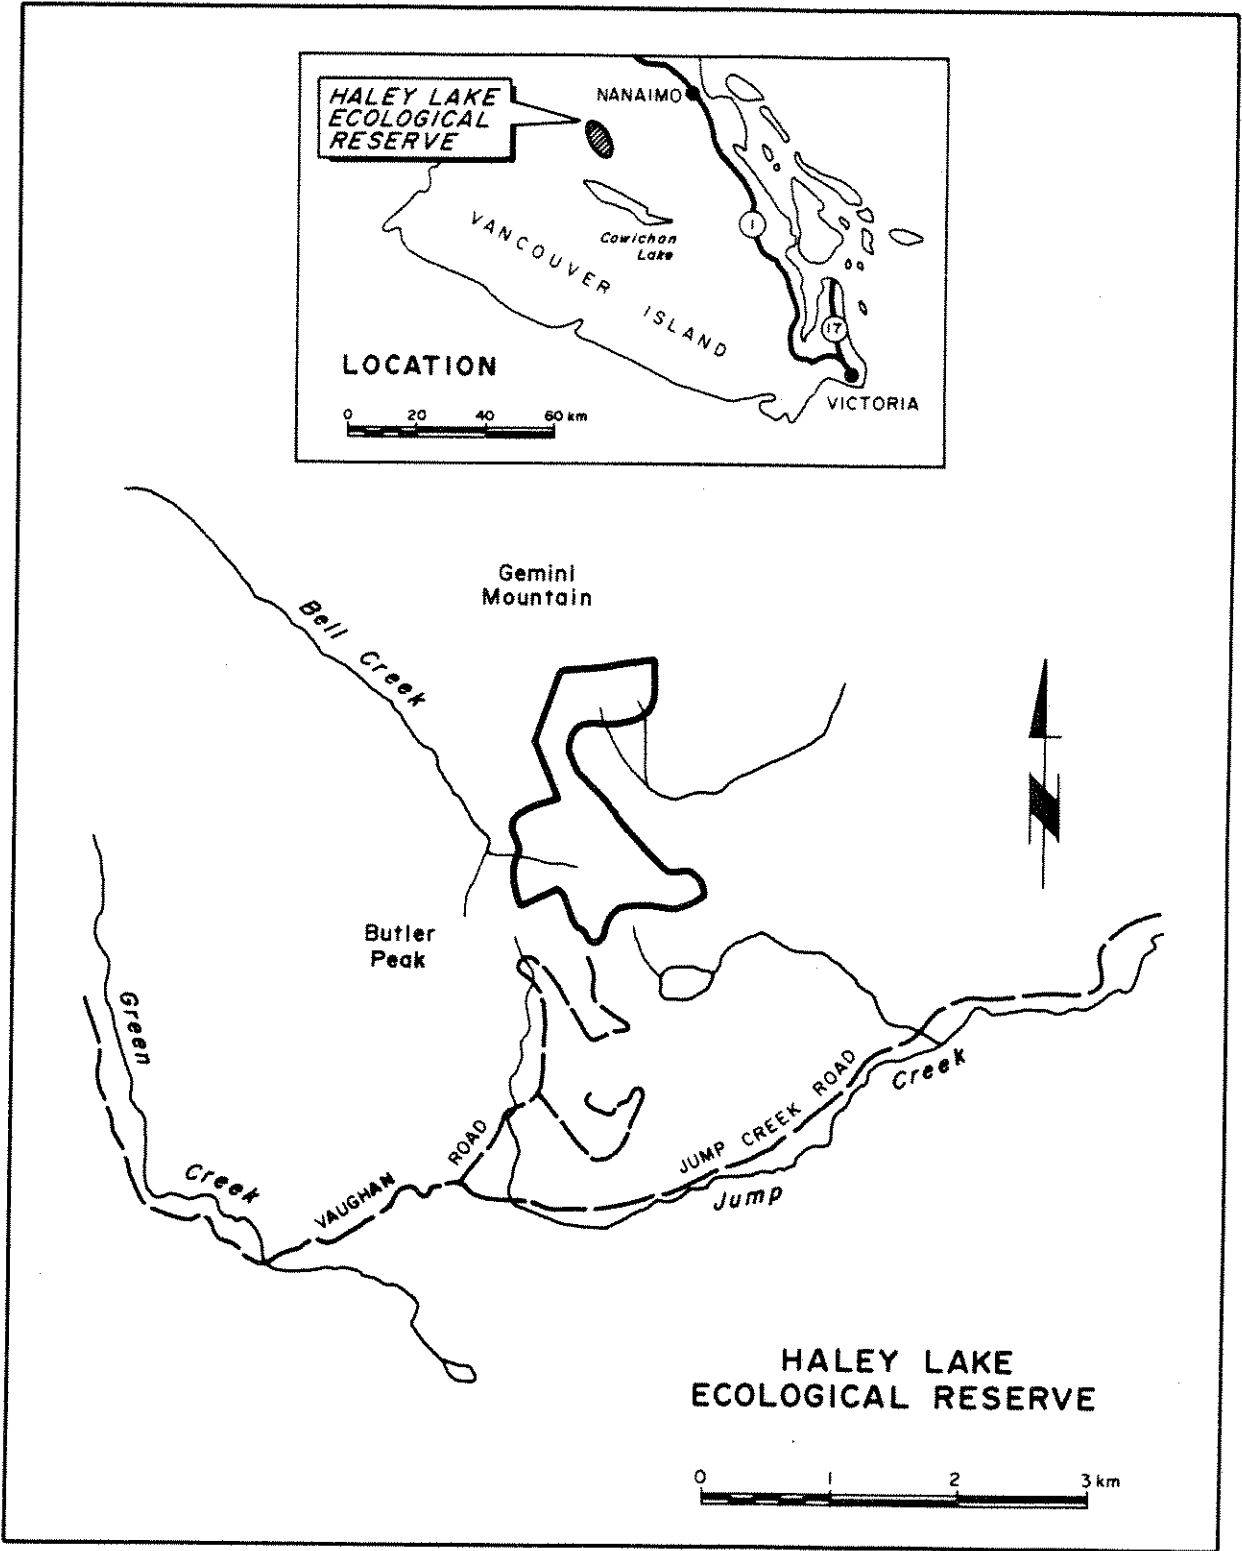 HALEY LAKE
ECOLOGICAL
RESERVE
NANAIMO
1
Cowichan
Lake
VANCOUVER ISLAND
17
LOCATION
VICTORIA
0 20 40 60 km
Gemini
Mountain
Bell Creek
N
Butler
Peak
Green
Creek
VAUGHAN ROAD
JUMP CREEK ROAD
Jump Creek
HALEY LAKE
ECOLOGICAL RESERVE
0 1 2 3 km